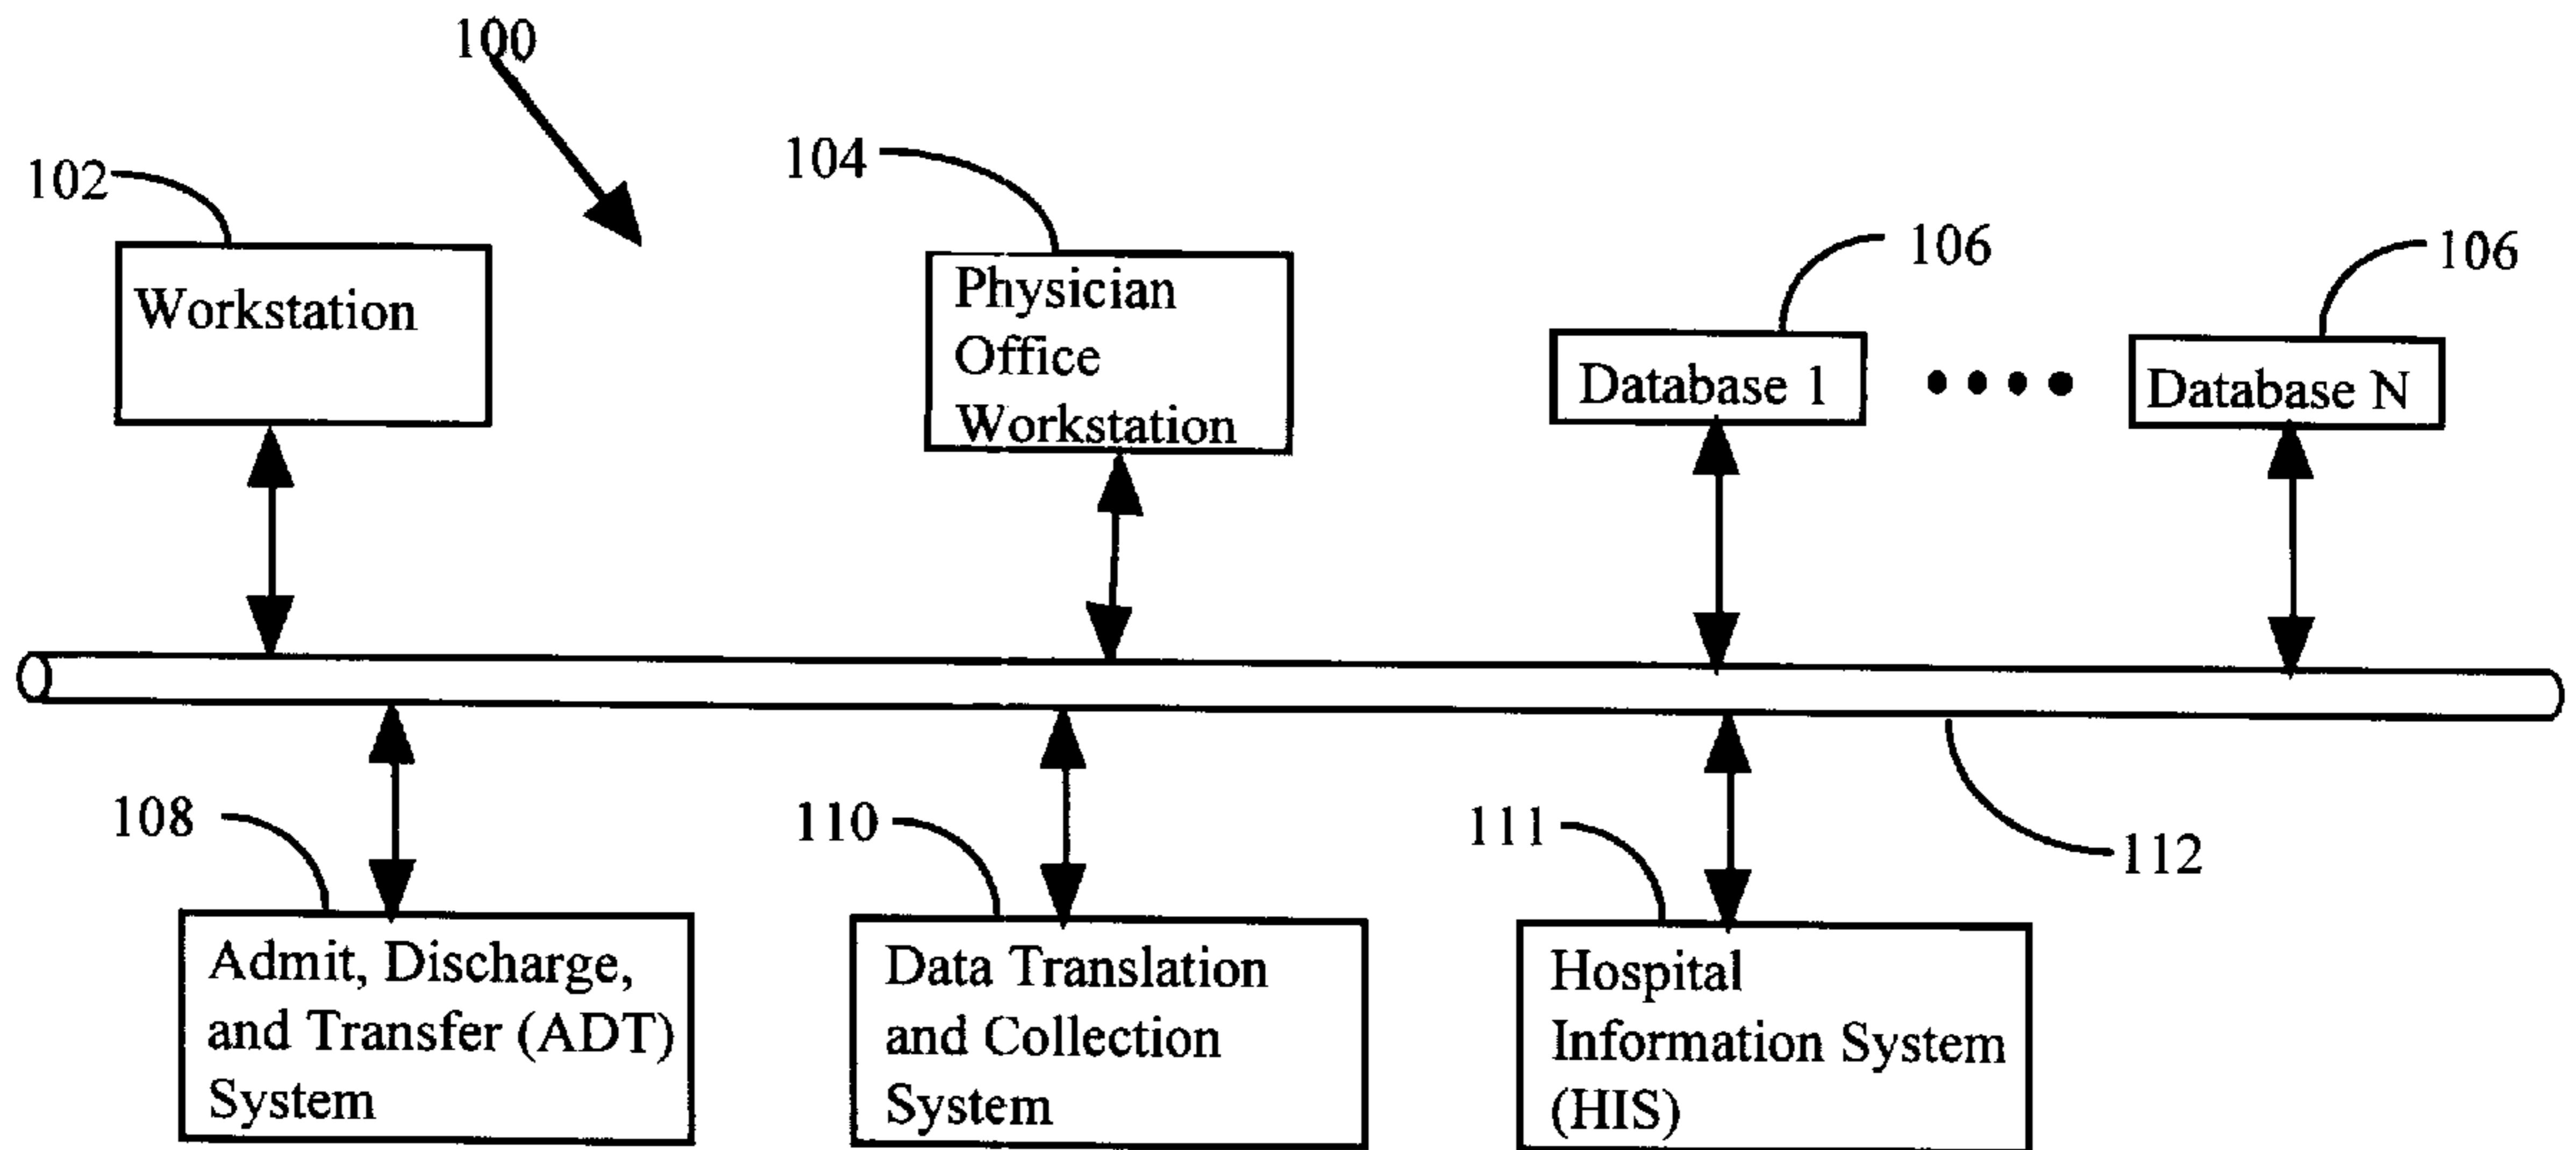 100
102
104
106
106
Workstation
Physician
Office
Workstation
Database 1
Database N
108
110
111
112
Admit, Discharge,
and Transfer (ADT)
System
Data Translation
and Collection
System
Hospital
Information System
(HIS)